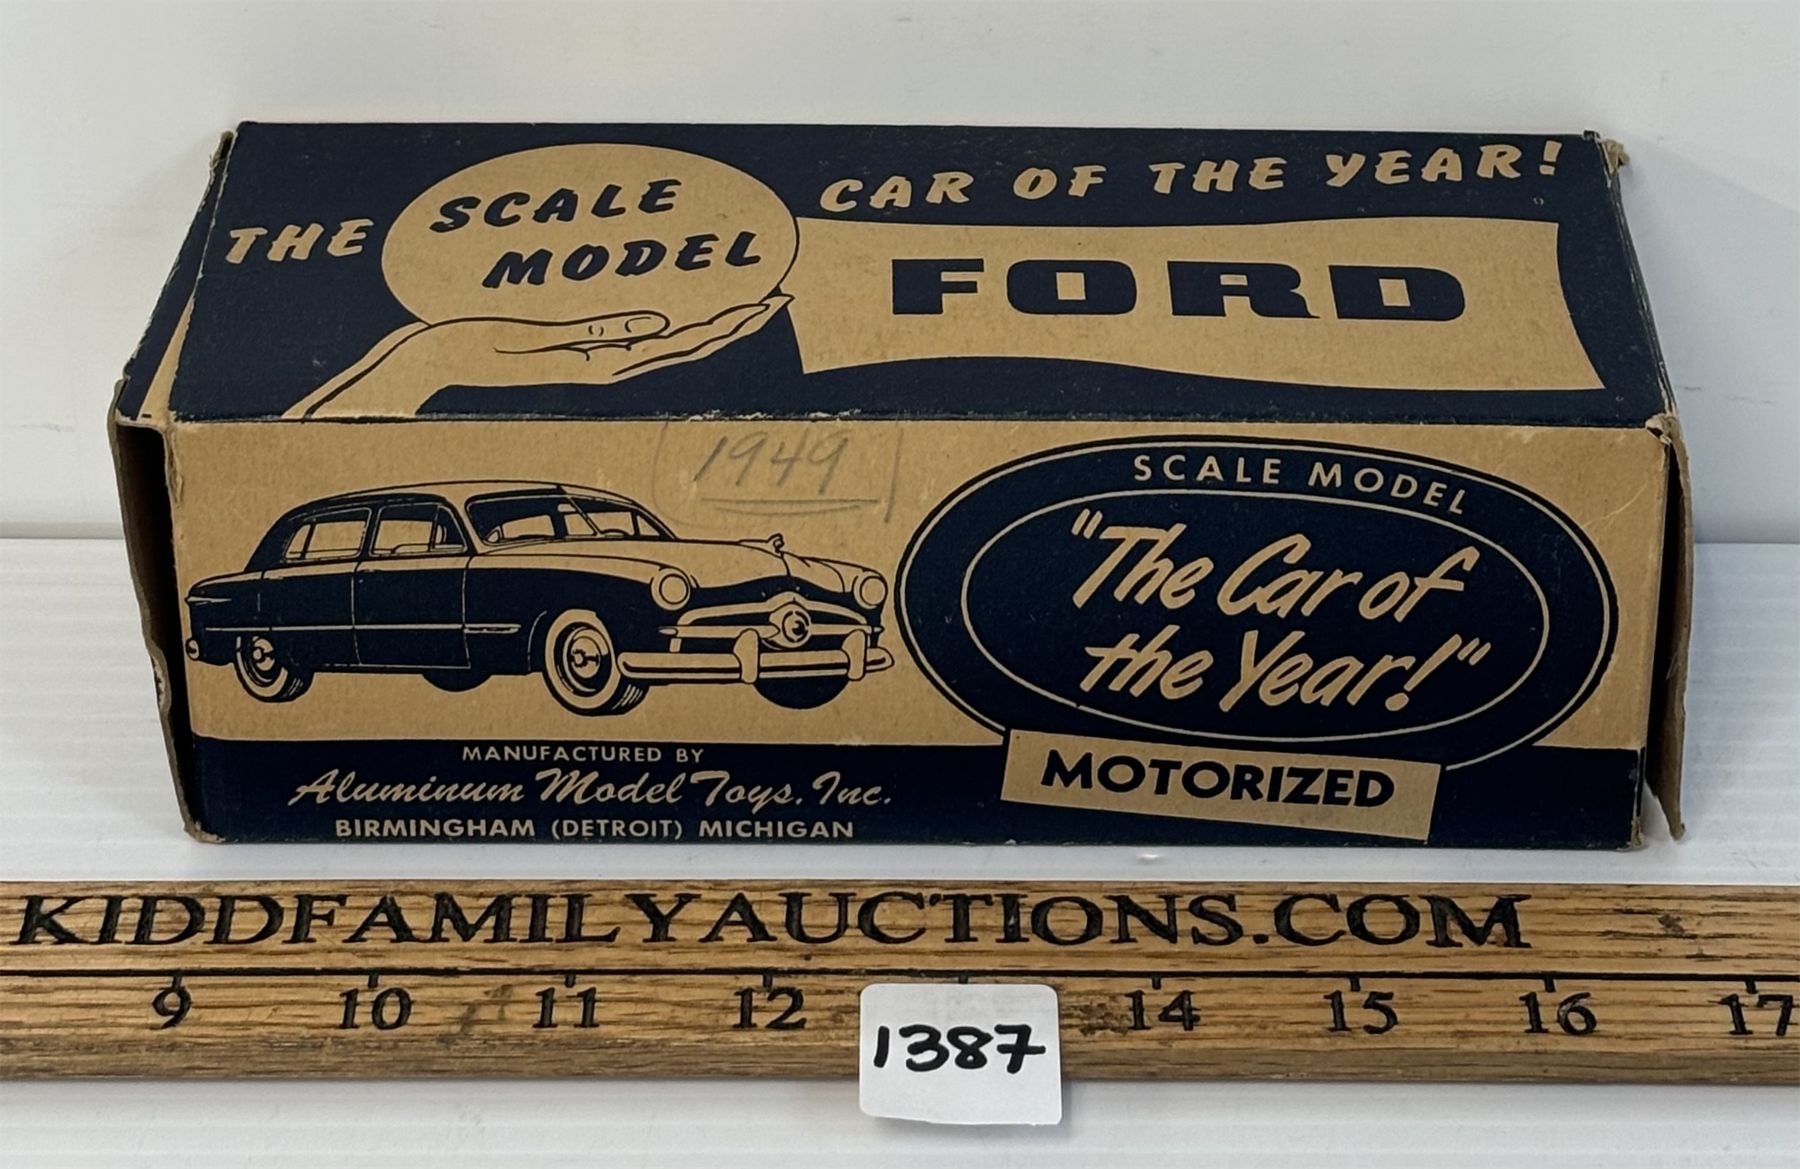 THE SCALE MODEL
CAR OF THE YEAR!
FORD
1949
SCALE MODEL
"The Car of
the Year!"
MOTORIZED
MANUFACTURED BY
Aluminum Model Toys, Inc.
BIRMINGHAM (DETROIT) MICHIGAN
KIDDFAMILYAUCTIONS.COM
9 10 11 12 14 15 16 17
1387